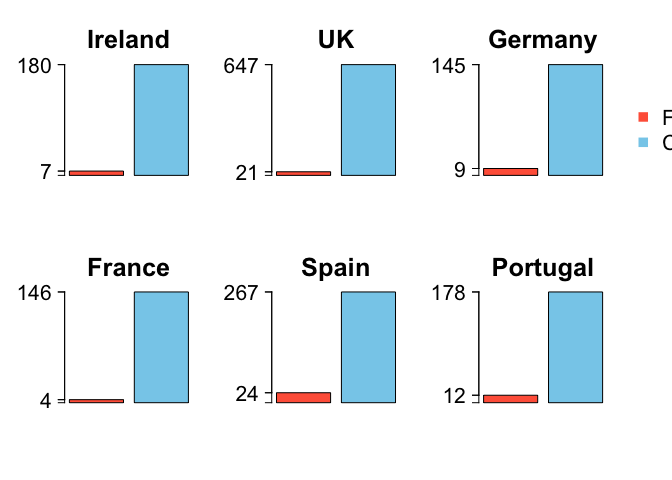 Ireland UK Germany
180 647 145
7 21 9
F
C
France Spain Portugal
146 267 178
4 24 12